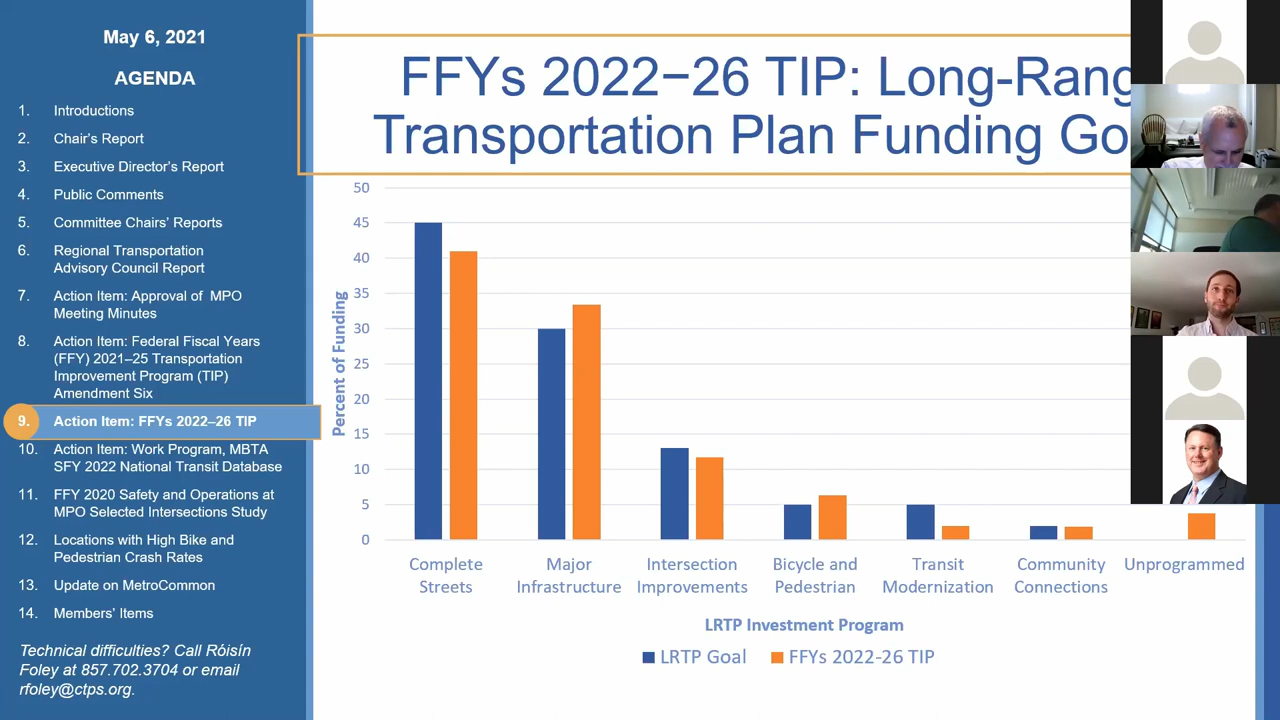 May 6, 2021
AGENDA
1. Introductions
2. Chair's Report
3. Executive Director's Report
4. Public Comments
5. Committee Chairs' Reports
6. Regional Transportation
Advisory Council Report
7. Action Item: Approval of MPO
Meeting Minutes
8. Action Item: Federal Fiscal Years
(FFY) 2021–25 Transportation
Improvement Program (TIP)
Amendment Six
9. Action Item: FFYs 2022–26 TIP
10. Action Item: Work Program, MBTA
SFY 2022 National Transit Database
11. FFY 2020 Safety and Operations at
MPO Selected Intersections Study
12. Locations with High Bike and
Pedestrian Crash Rates
13. Update on MetroCommon
14. Members' Items
Technical difficulties? Call Róisín
Foley at 857.702.3704 or email
rfoley@ctps.org.
FFYs 2022−26 TIP: Long-Rang
Transportation Plan Funding Go
Percent of Funding
50
45
40
35
30
25
20
15
10
5
0
Complete
Streets
Major
Infrastructure
Intersection
Improvements
Bicycle and
Pedestrian
Transit
Modernization
Community
Connections
Unprogrammed
LRTP Investment Program
LRTP Goal
FFYs 2022-26 TIP